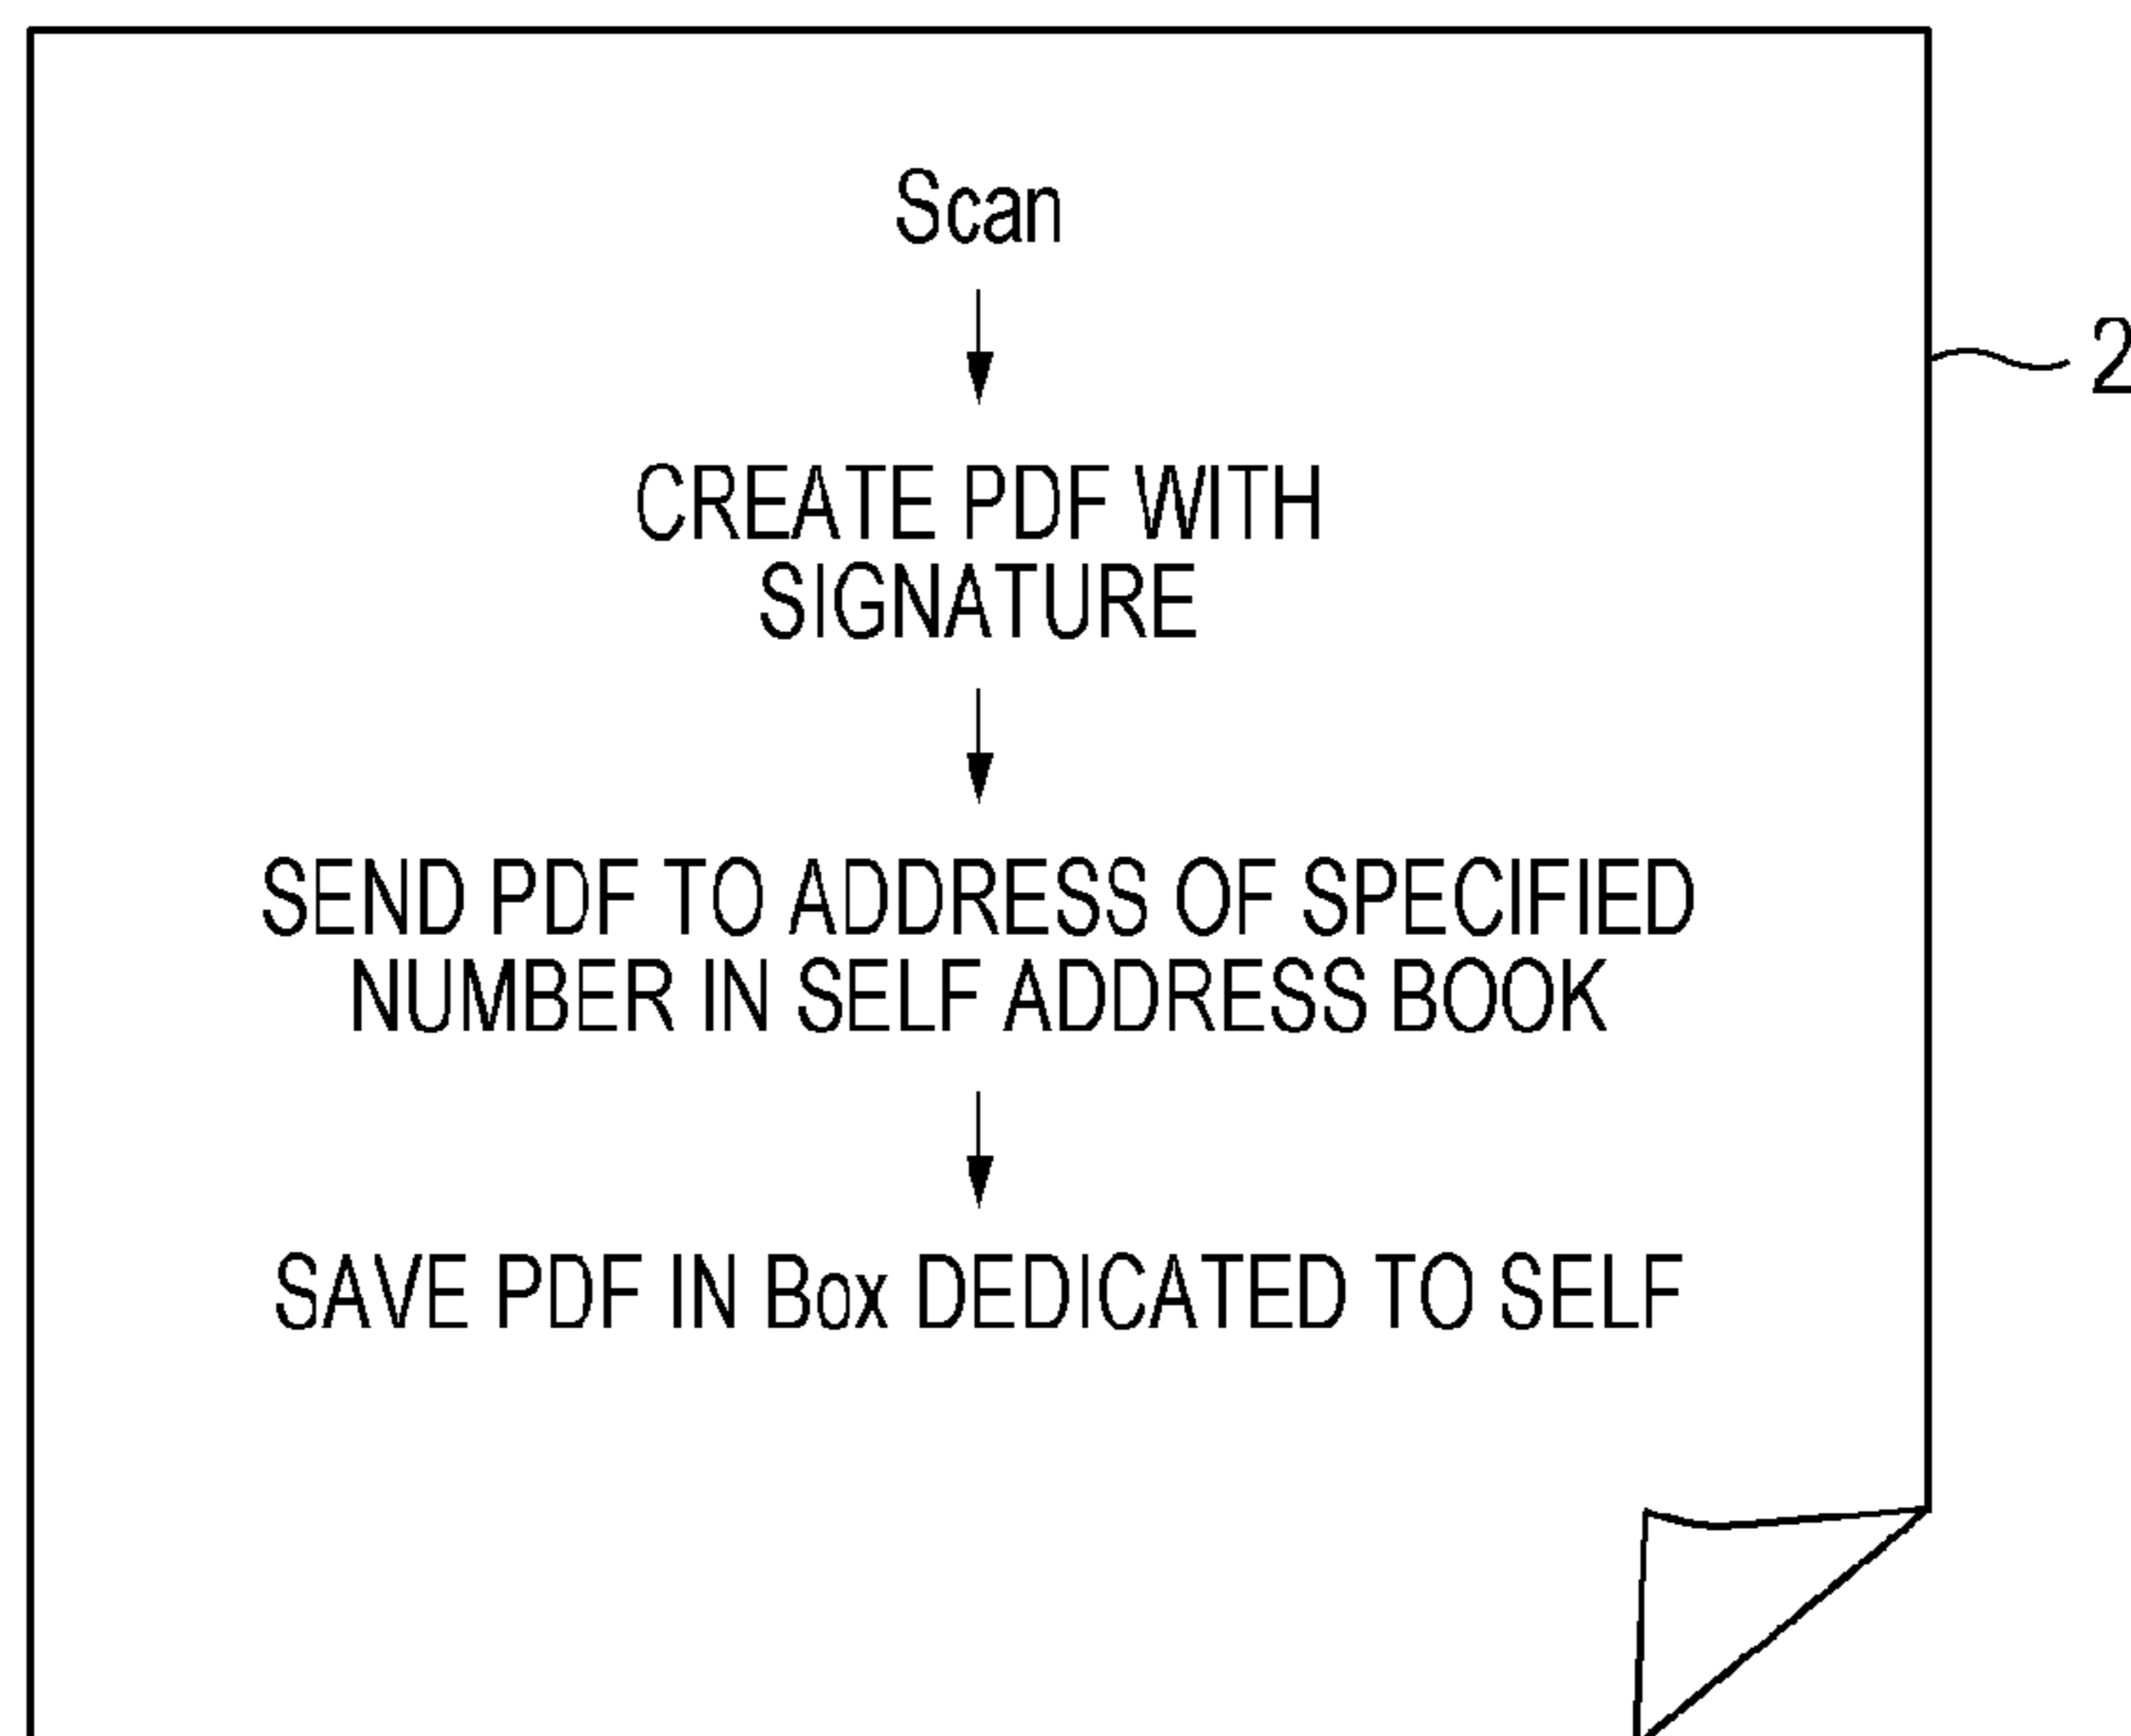 Scan
CREATE PDF WITH
SIGNATURE
2
SEND PDF TO ADDRESS OF SPECIFIED
NUMBER IN SELF ADDRESS BOOK
SAVE PDF IN Box DEDICATED TO SELF